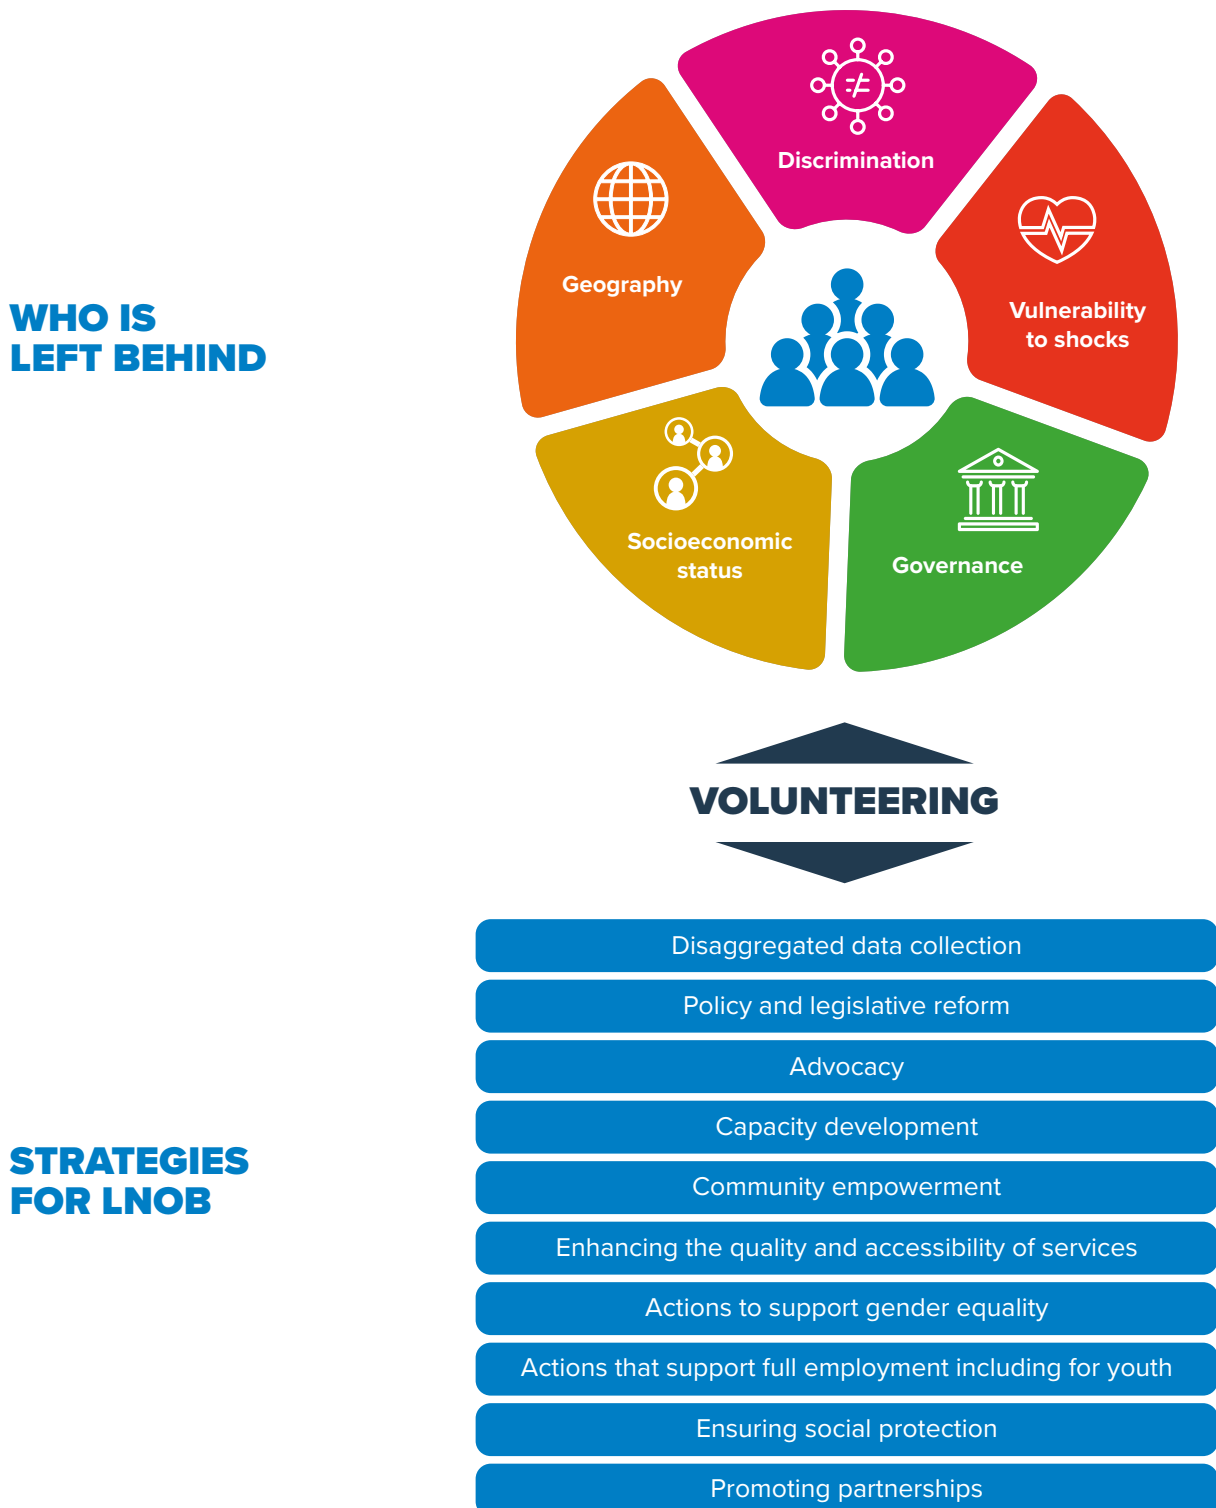 Discrimination
Geography
Vulnerability
to shocks
WHO IS
LEFT BEHIND
Socioeconomic
status
Governance
VOLUNTEERING
Disaggregated data collection
Policy and legislative reform
Advocacy
Capacity development
STRATEGIES
FOR LNOB
Community empowerment
Enhancing the quality and accessibility of services
Actions to support gender equality
Actions that support full employment including for youth
Ensuring social protection
Promoting partnerships